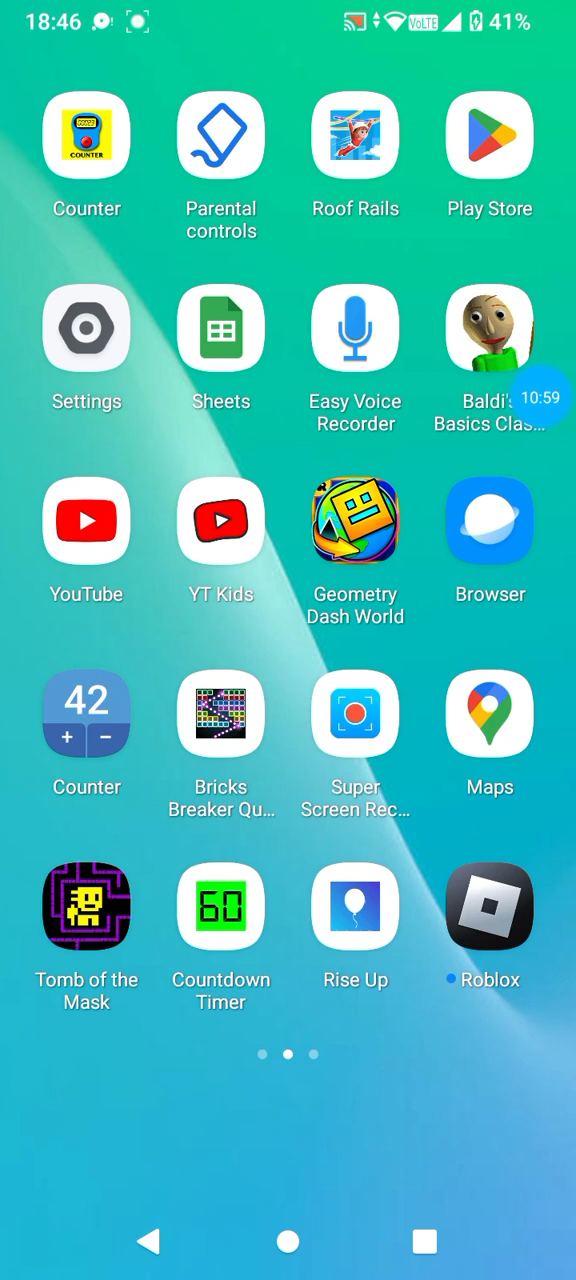 18:46
VoLTE
41%
COUNTER
Counter
Parental
controls
Roof Rails
Play Store
Settings
Sheets
Easy Voice
Recorder
Baldi's
Basics Clas...
10:59
YouTube
YT Kids
Geometry
Dash World
Browser
42
+ −
Counter
Bricks
Breaker Qu...
Super
Screen Rec...
Maps
60
Tomb of the
Mask
Countdown
Timer
Rise Up
Roblox